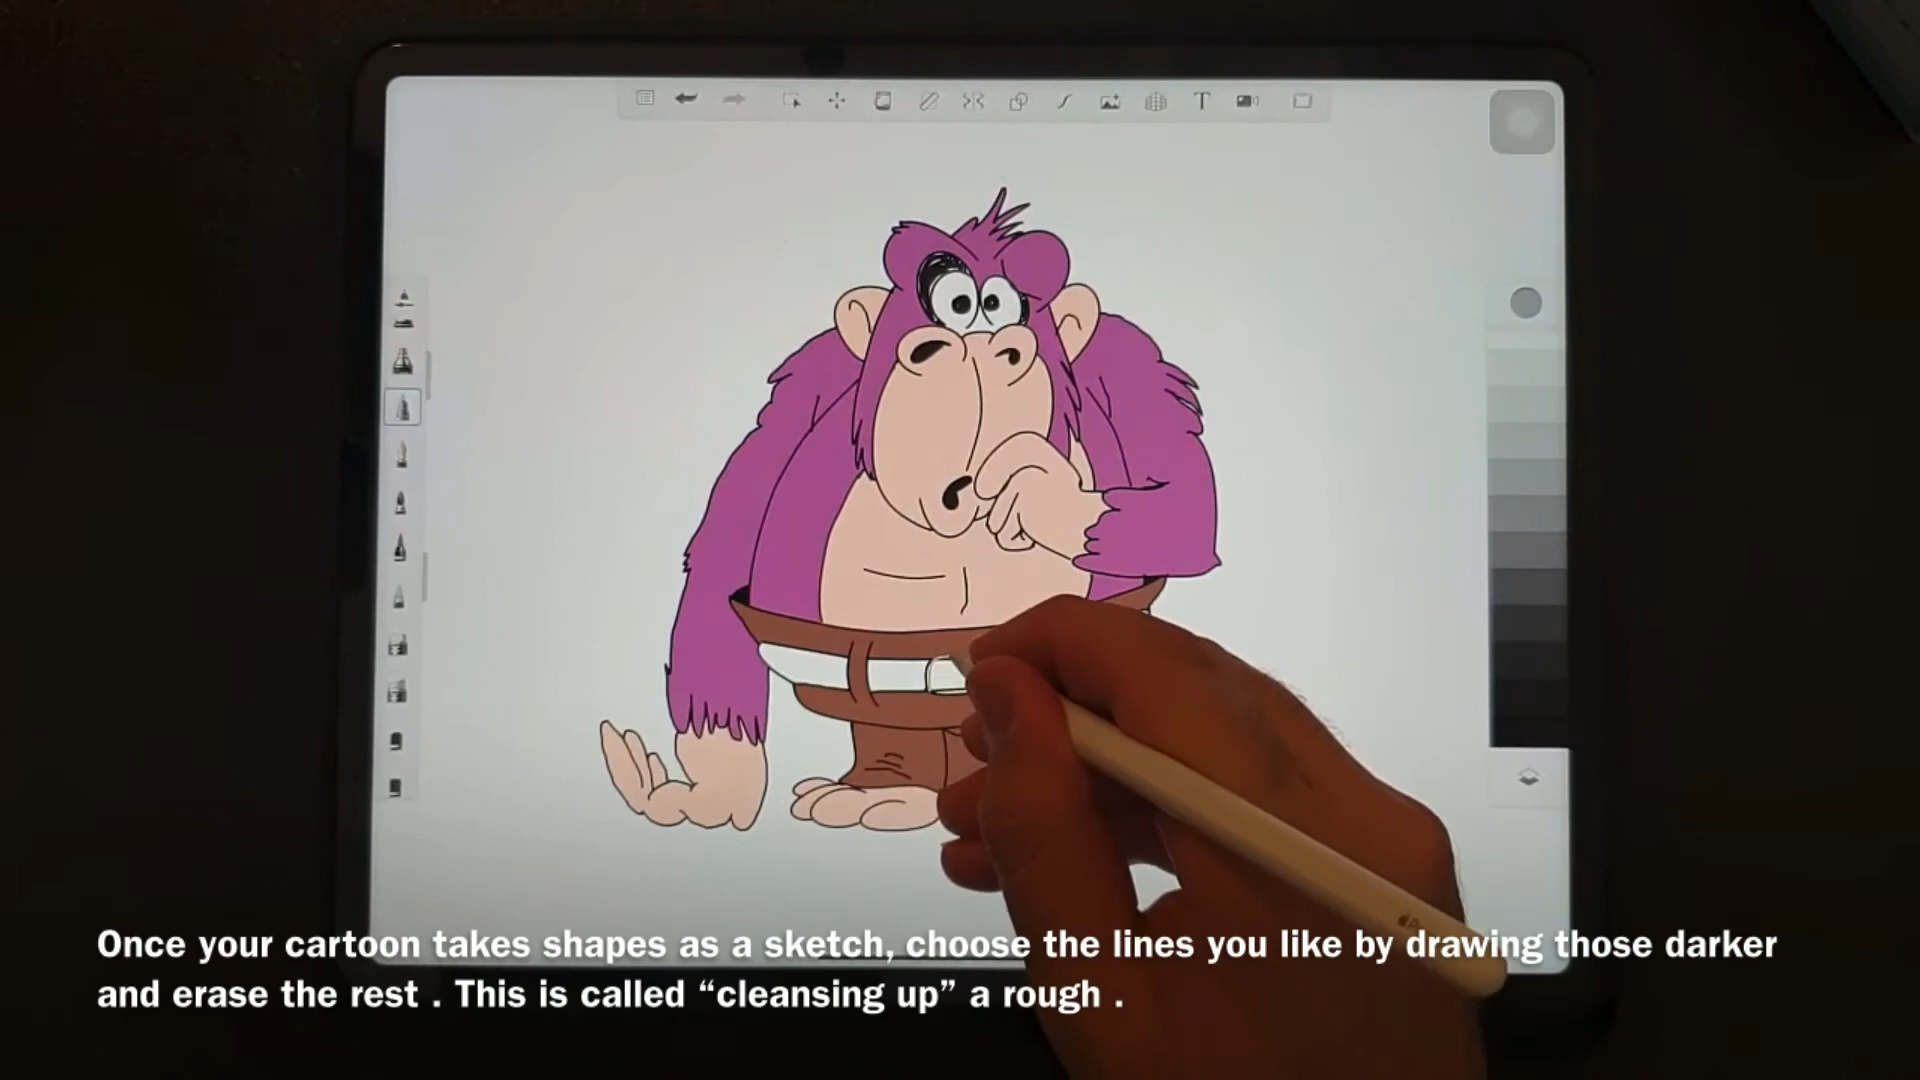 T
Once your cartoon takes shapes as a sketch, choose the lines you like by drawing those darker
and erase the rest . This is called “cleansing up” a rough .